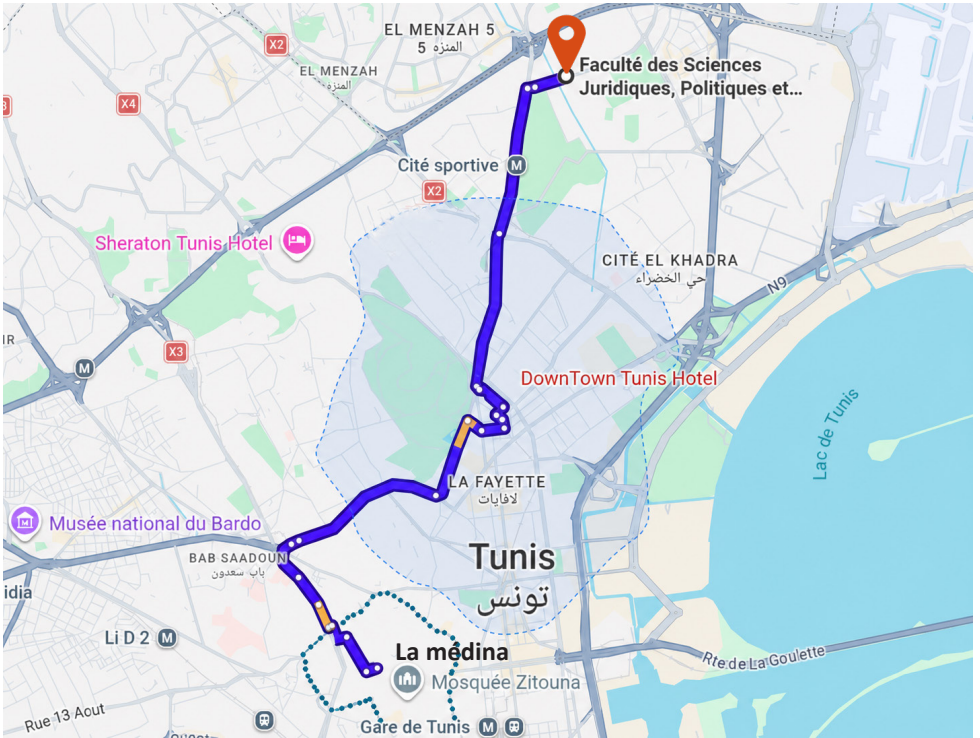 EL MENZAH 5
المنزه 5
X2
EL MENZAH
المنزه
Faculté des Sciences
Juridiques, Politiques et...
X4
Cité sportive M
X2
Sheraton Tunis Hotel
CITÉ EL KHADRA
حي الخضراء
N9
IR
X3
M
DownTown Tunis Hotel
Lac de Tunis
LA FAYETTE
لافايات
Musée national du Bardo
BAB SAADOUN
باب سعدون
Tunis
تونس
idia
Li D 2 M
La médina
Mosquée Zitouna
Rte de La Goulette
Rue 13 Aout
Gare de Tunis M